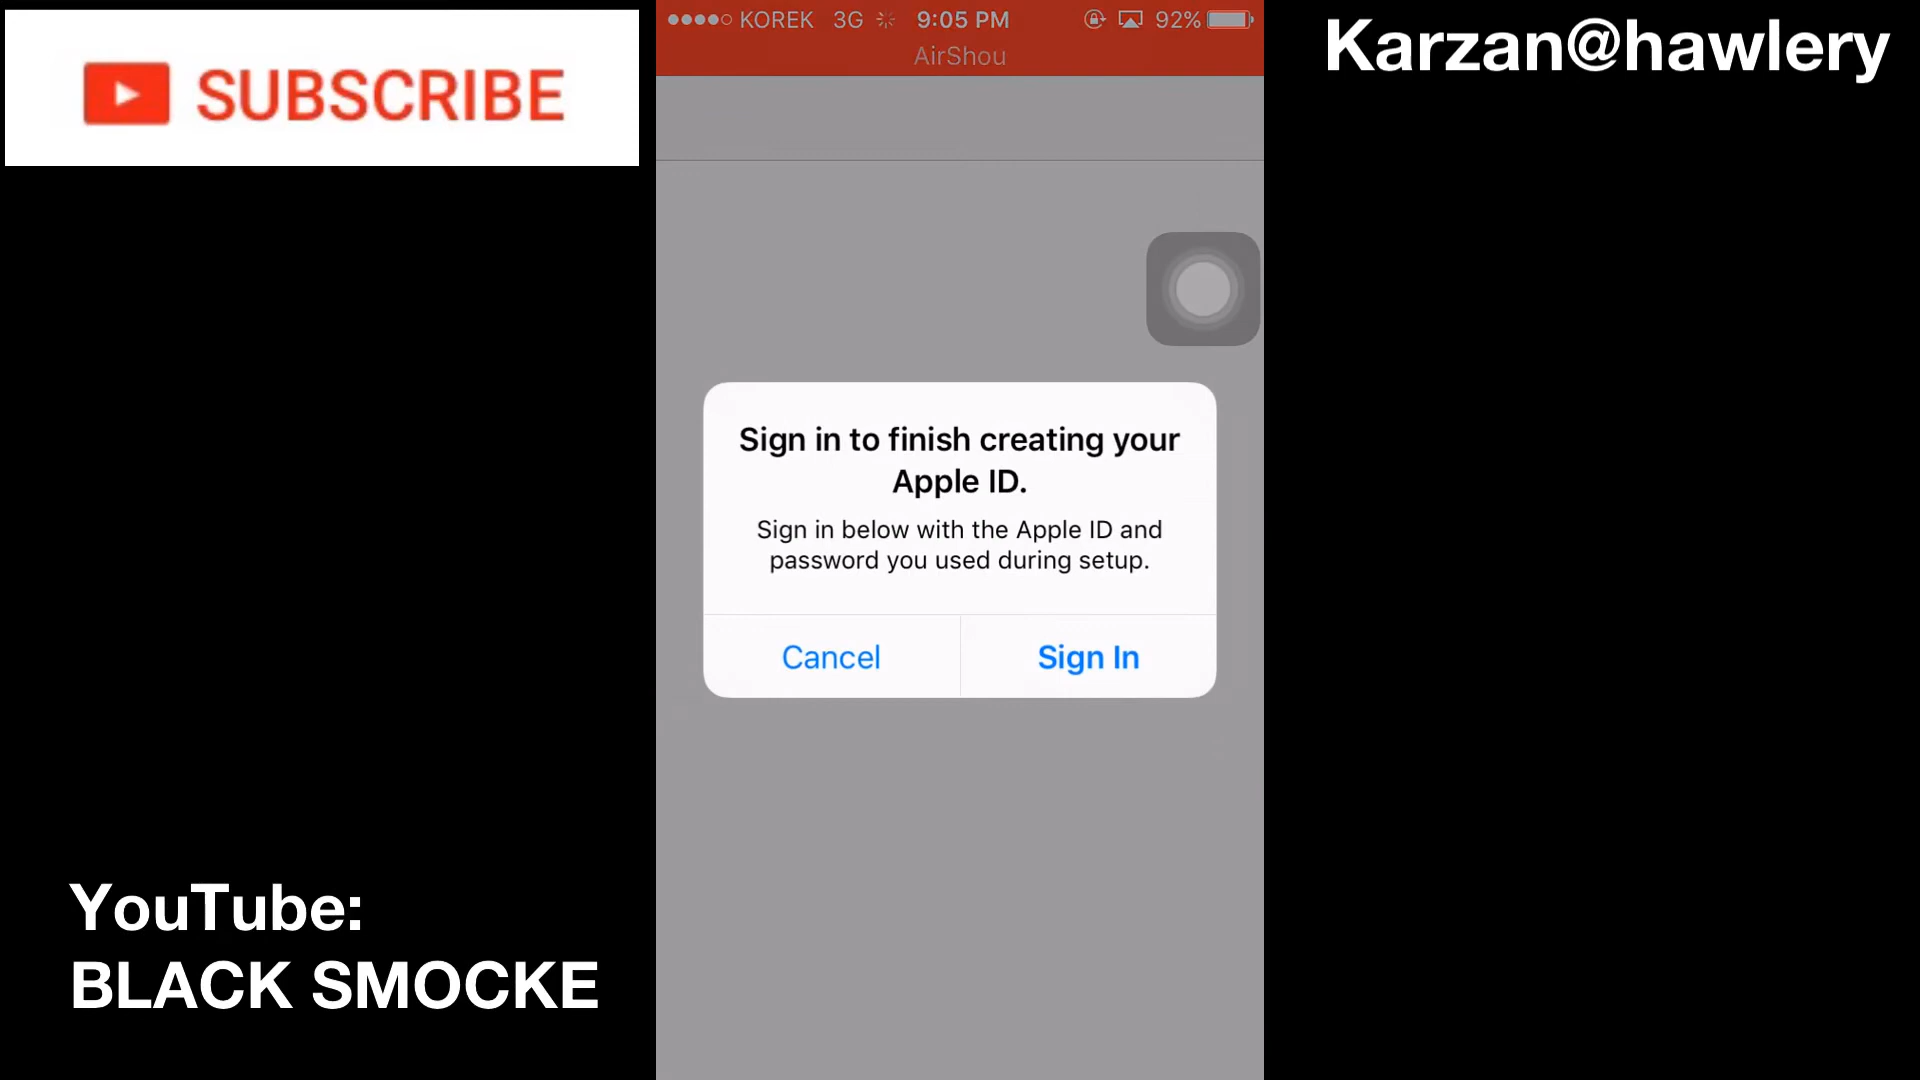 SUBSCRIBE
KOREK 3G 9:05 PM 92%
AirShou
Karzan@hawlery
Sign in to finish creating your
Apple ID.
Sign in below with the Apple ID and
password you used during setup.
Cancel Sign In
YouTube:
BLACK SMOCKE